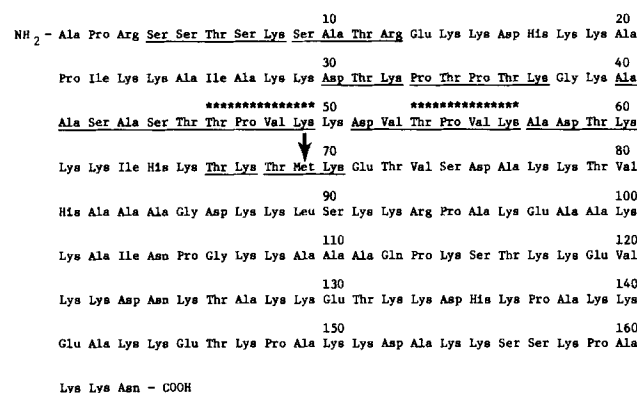 10 20
NH2- Ala Pro Arg Ser Ser Thr Ser Lys Ser Ala Thr Arg Glu Lys Lys Asp His Lys Lys Ala
30 40
Pro Ile Lys Lys Ala Ile Ala Lys Lys Asp Thr Lys Pro Thr Pro Thr Lys Gly Lys Ala
*************** 50 *************** 60
Ala Ser Ala Ser Thr Thr Pro Val Lys Lys Asp Val Thr Pro Val Lys Ala Asp Thr Lys
70 80
Lys Lys Ile His Lys Thr Lys Thr Met Lys Glu Thr Val Ser Asp Ala Lys Lys Thr Val
90 100
His Ala Ala Ala Gly Asp Lys Lys Leu Ser Lys Lys Arg Pro Ala Lys Glu Ala Ala Lys
110 120
Lys Ala Ile Asn Pro Gly Lys Lys Ala Ala Ala Gln Pro Lys Ser Thr Lys Lys Glu Val
130 140
Lys Lys Asp Asn Lys Thr Ala Lys Lys Glu Thr Lys Lys Asp His Lys Pro Ala Lys Lys
150 160
Glu Ala Lys Lys Glu Thr Lys Pro Ala Lys Lys Asp Ala Lys Lys Ser Ser Lys Pro Ala
Lys Lys Asn - COOH